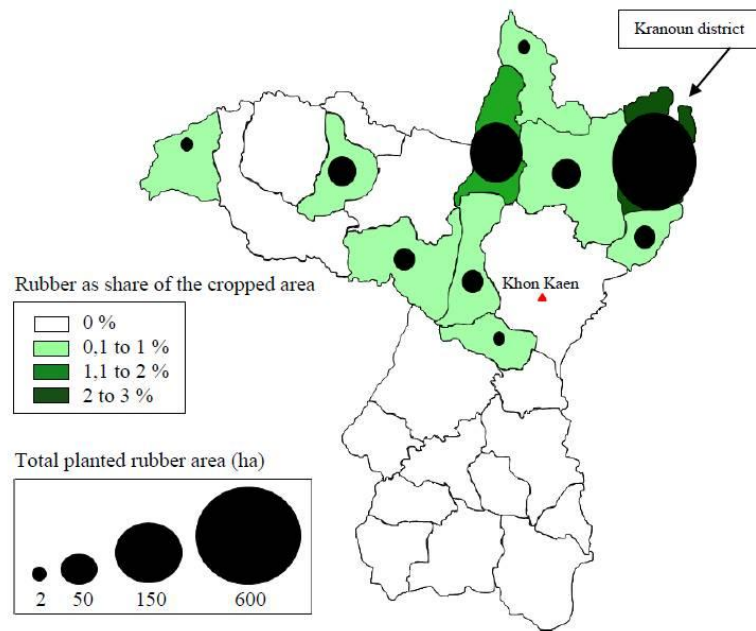 Kranoun district
Khon Kaen
Rubber as share of the cropped area
0 %
0,1 to 1 %
1,1 to 2 %
2 to 3 %
Total planted rubber area (ha)
2 50 150 600